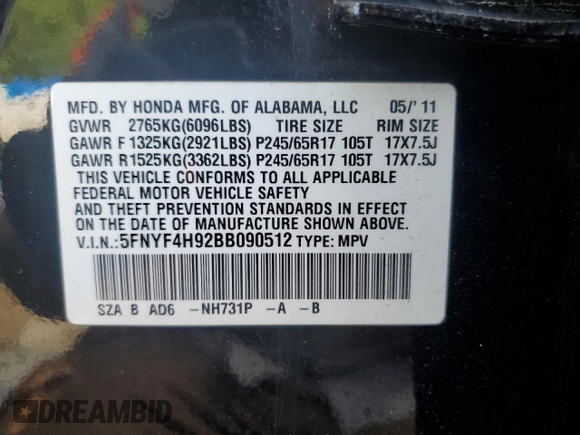 MFD. BY HONDA MFG. OF ALABAMA, LLC 05/'11
GVWR 2765KG(6096LBS) TIRE SIZE RIM SIZE
GAWR F 1325KG(2921LBS) P245/65R17 105T 17X7.5J
GAWR R1525KG(3362LBS) P245/65R17 105T 17X7.5J
THIS VEHICLE CONFORMS TO ALL APPLICABLE
FEDERAL MOTOR VEHICLE SAFETY
AND THEFT PREVENTION STANDARDS IN EFFECT
ON THE DATE OF MANUFACTURE SHOWN ABOVE.
V.I.N.:5FNYF4H92BB090512 TYPE: MPV
SZA B AD6 -NH731P -A -B
DREAMBID